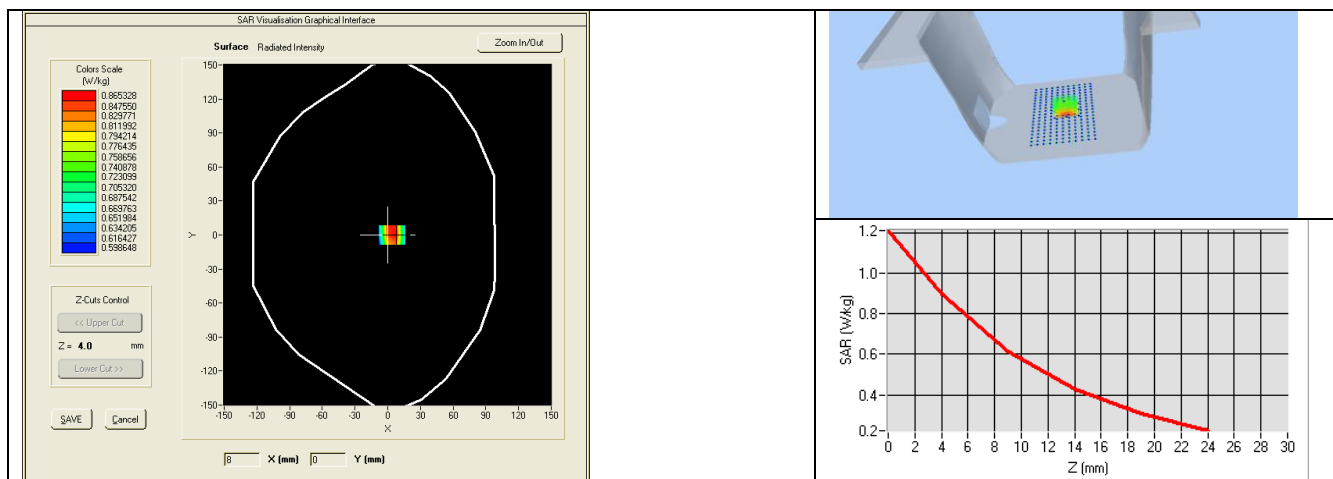 SAR Visualisation Graphical Interface
Surface Radiated Intensity
Zoom In/Out
Colors Scale
(W/kg)
0.865328
0.847550
0.829771
0.811992
0.794214
0.776435
0.758656
0.740878
0.723099
0.705320
0.687542
0.669763
0.651984
0.634205
0.616427
0.598648
Z-Cuts Control
<< Upper Cut
Z = 4.0 mm
Lower Cut >>
SAVE Cancel
Y
150
120
90
60
30
0
-30
-60
-90
-120
-150
-150 -120 -90 -60 -30 0 30 60 90 120 150
X
8 X (mm) 0 Y (mm)
SAR (W/kg)
1.2
1.0
0.8
0.6
0.4
0.2
0 2 4 6 8 10 12 14 16 18 20 22 24 26 28 30
Z (mm)